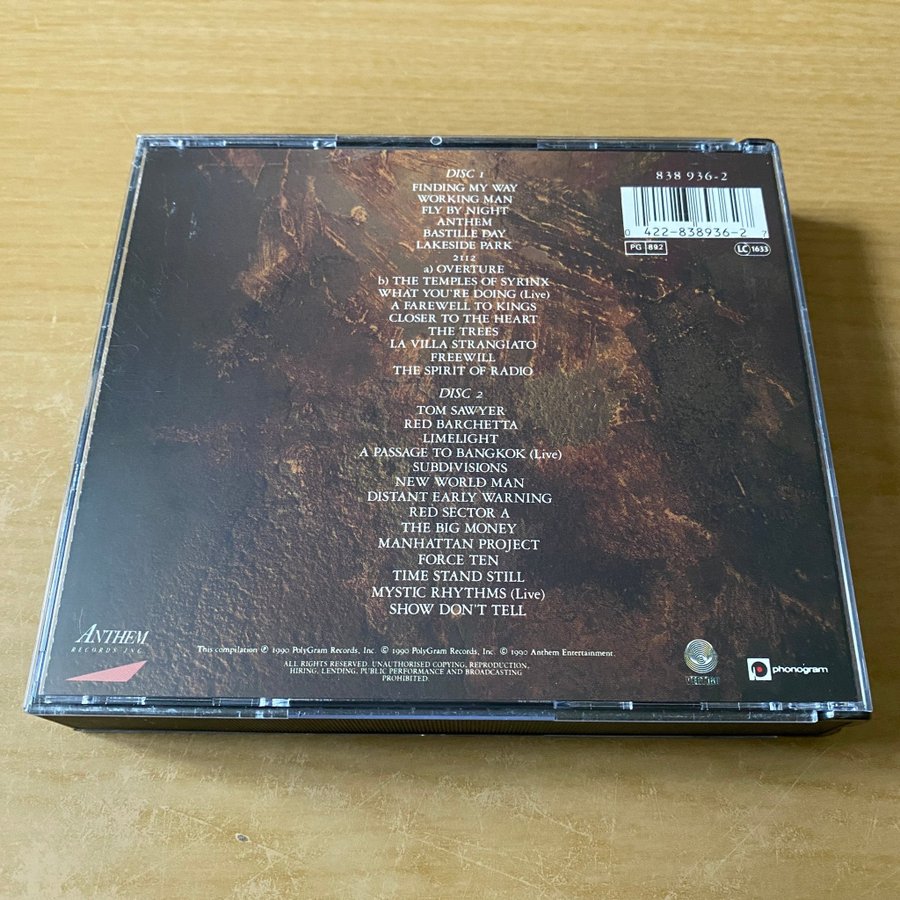 DISC 1
FINDING MY WAY
WORKING MAN
FLY BY NIGHT
ANTHEM
BASTILLE DAY
LAKESIDE PARK
2112
a) OVERTURE
b) THE TEMPLES OF SYRINX
WHAT YOU'RE DOING (Live)
A FAREWELL TO KINGS
CLOSER TO THE HEART
THE TREES
LA VILLA STRANGIATO
FREEWILL
THE SPIRIT OF RADIO
DISC 2
TOM SAWYER
RED BARCHETTA
LIMELIGHT
A PASSAGE TO BANGKOK (Live)
SUBDIVISIONS
NEW WORLD MAN
DISTANT EARLY WARNING
RED SECTOR A
THE BIG MONEY
MANHATTAN PROJECT
FORCE TEN
TIME STAND STILL
MYSTIC RHYTHMS (Live)
SHOW DON'T TELL
838 936-2
0 422-838936-2 7
PG 892
LC 1633
ANTHEM
RECORDS INC.
This compilation ℗ 1990 PolyGram Records, Inc. © 1990 PolyGram Records, Inc. © 1990 Anthem Entertainment.
ALL RIGHTS RESERVED. UNAUTHORISED COPYING, REPRODUCTION,
HIRING, LENDING, PUBLIC PERFORMANCE AND BROADCASTING
PROHIBITED.
VERTIGO
phonogram